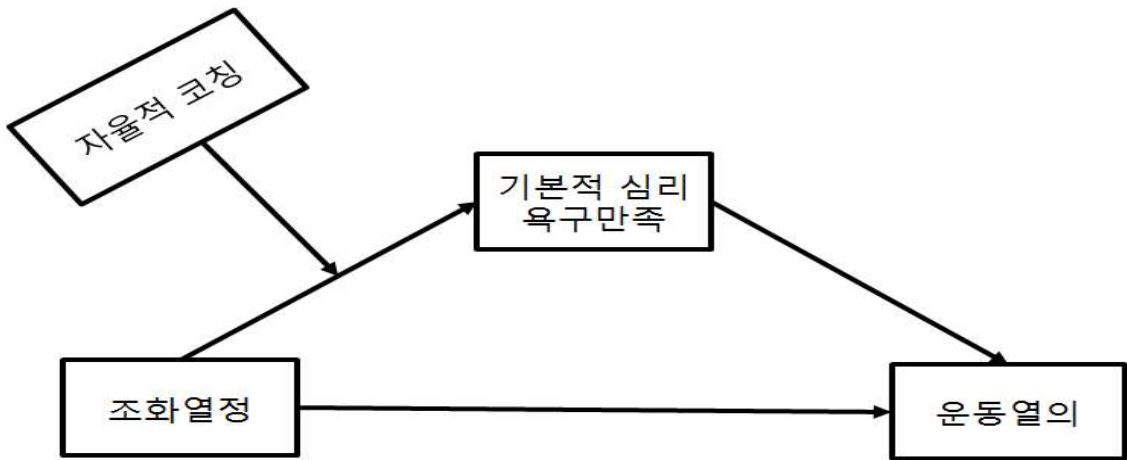 자율적 코칭
기본적 심리
욕구만족
조화열정
운동열의